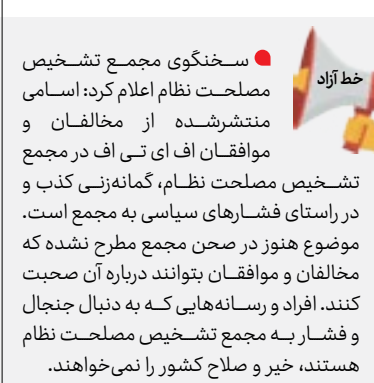 خط آزاد
سخنگوی مجمع تشخیص
مصلحت نظام اعلام کرد: اسامی
منتشرشده از مخالفان و
موافقان اف ای تی اف در مجمع
تشخیص مصلحت نظام، گمانه‌زنی کذب و
در راستای فشارهای سیاسی به مجمع است.
موضوع هنوز در صحن مجمع مطرح نشده که
مخالفان و موافقان بتوانند درباره آن صحبت
کنند. افراد و رسانه‌هایی که به دنبال جنجال
و فشار به مجمع تشخیص مصلحت نظام
هستند، خیر و صلاح کشور را نمی‌خواهند.